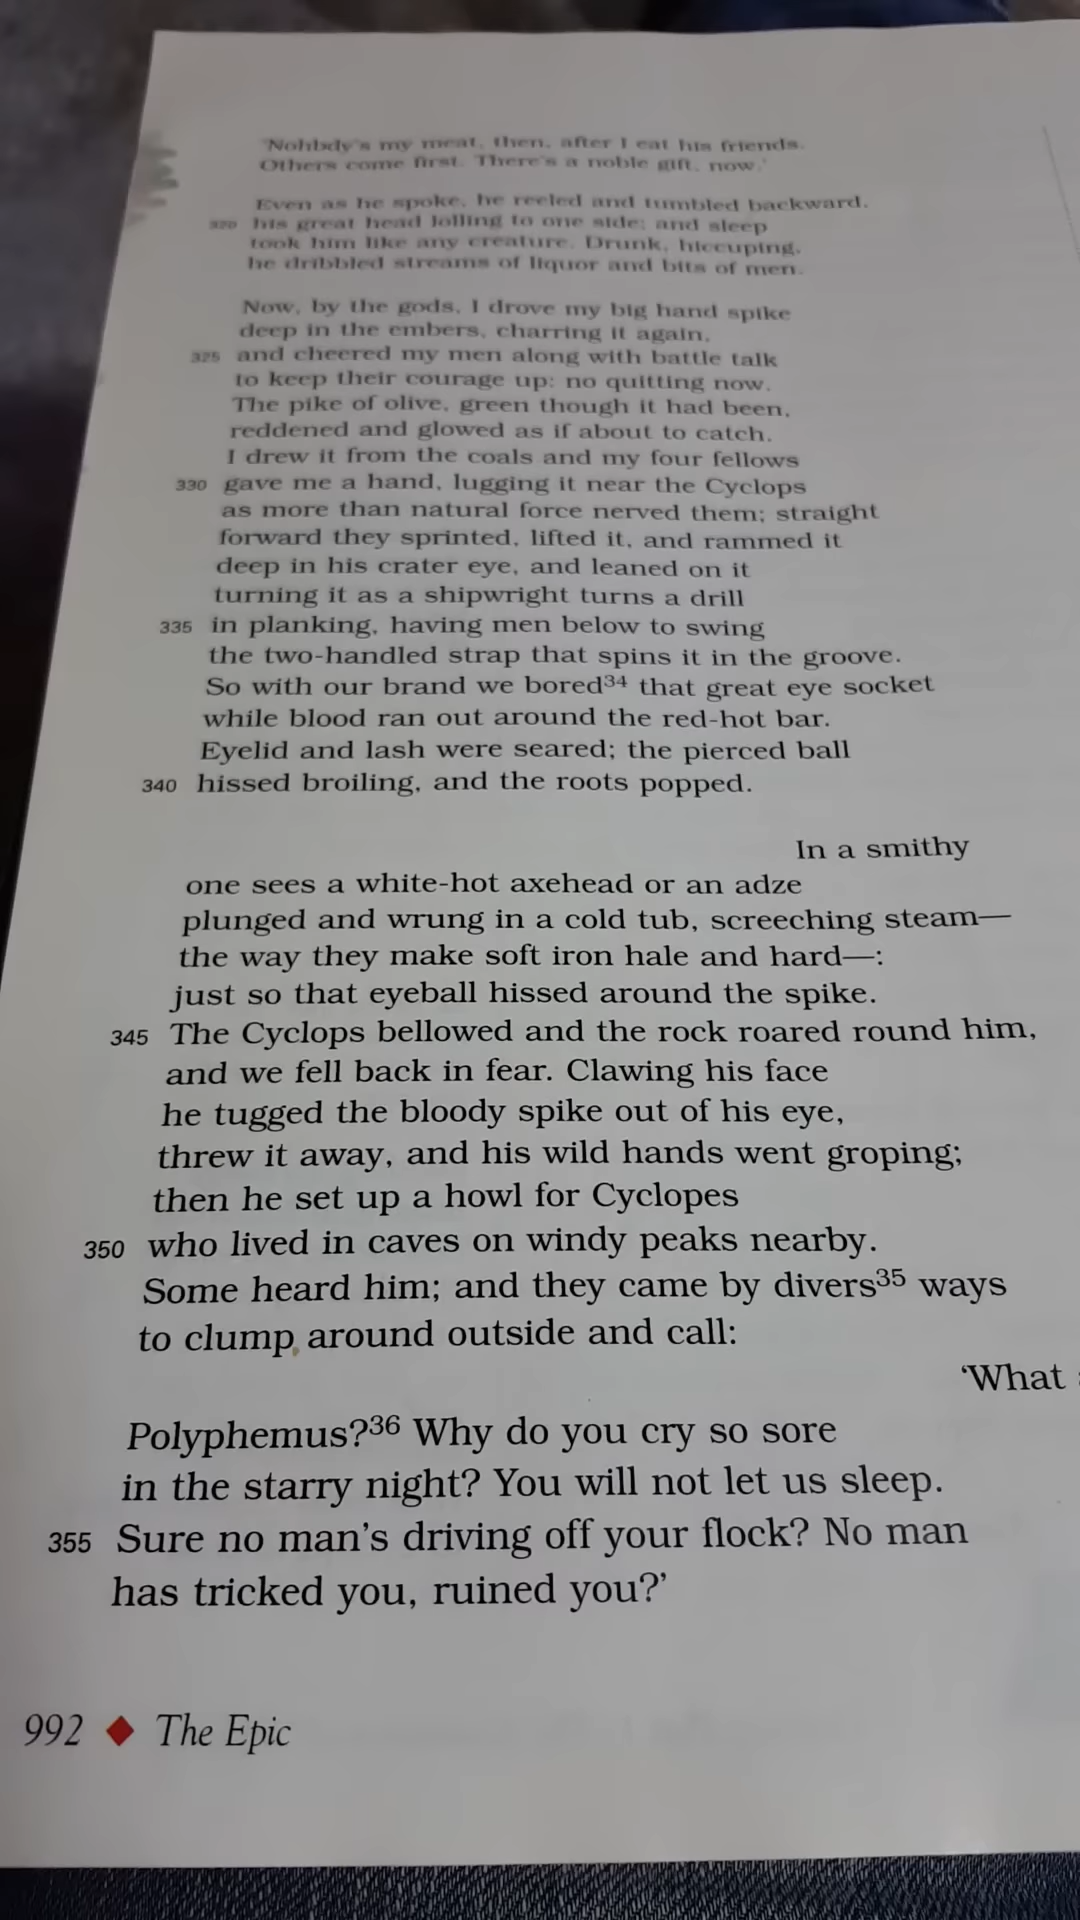 'Nohbdy's my meat, then, after I eat his friends.
Others come first. There's a noble gift, now.'
Even as he spoke, he reeled and tumbled backward,
320 his great head lolling to one side; and sleep
took him like any creature. Drunk, hiccuping,
he dribbled streams of liquor and bits of men.
Now, by the gods, I drove my big hand spike
deep in the embers, charring it again,
325 and cheered my men along with battle talk
to keep their courage up: no quitting now.
The pike of olive, green though it had been,
reddened and glowed as if about to catch.
I drew it from the coals and my four fellows
330 gave me a hand, lugging it near the Cyclops
as more than natural force nerved them; straight
forward they sprinted, lifted it, and rammed it
deep in his crater eye, and leaned on it
turning it as a shipwright turns a drill
335 in planking, having men below to swing
the two-handled strap that spins it in the groove.
So with our brand we bored34 that great eye socket
while blood ran out around the red-hot bar.
Eyelid and lash were seared; the pierced ball
340 hissed broiling, and the roots popped.
In a smithy
one sees a white-hot axehead or an adze
plunged and wrung in a cold tub, screeching steam—
the way they make soft iron hale and hard—:
just so that eyeball hissed around the spike.
345 The Cyclops bellowed and the rock roared round him,
and we fell back in fear. Clawing his face
he tugged the bloody spike out of his eye,
threw it away, and his wild hands went groping;
then he set up a howl for Cyclopes
350 who lived in caves on windy peaks nearby.
Some heard him; and they came by divers35 ways
to clump around outside and call:
'What
Polyphemus?36 Why do you cry so sore
in the starry night? You will not let us sleep.
355 Sure no man's driving off your flock? No man
has tricked you, ruined you?'
992 ◆ The Epic